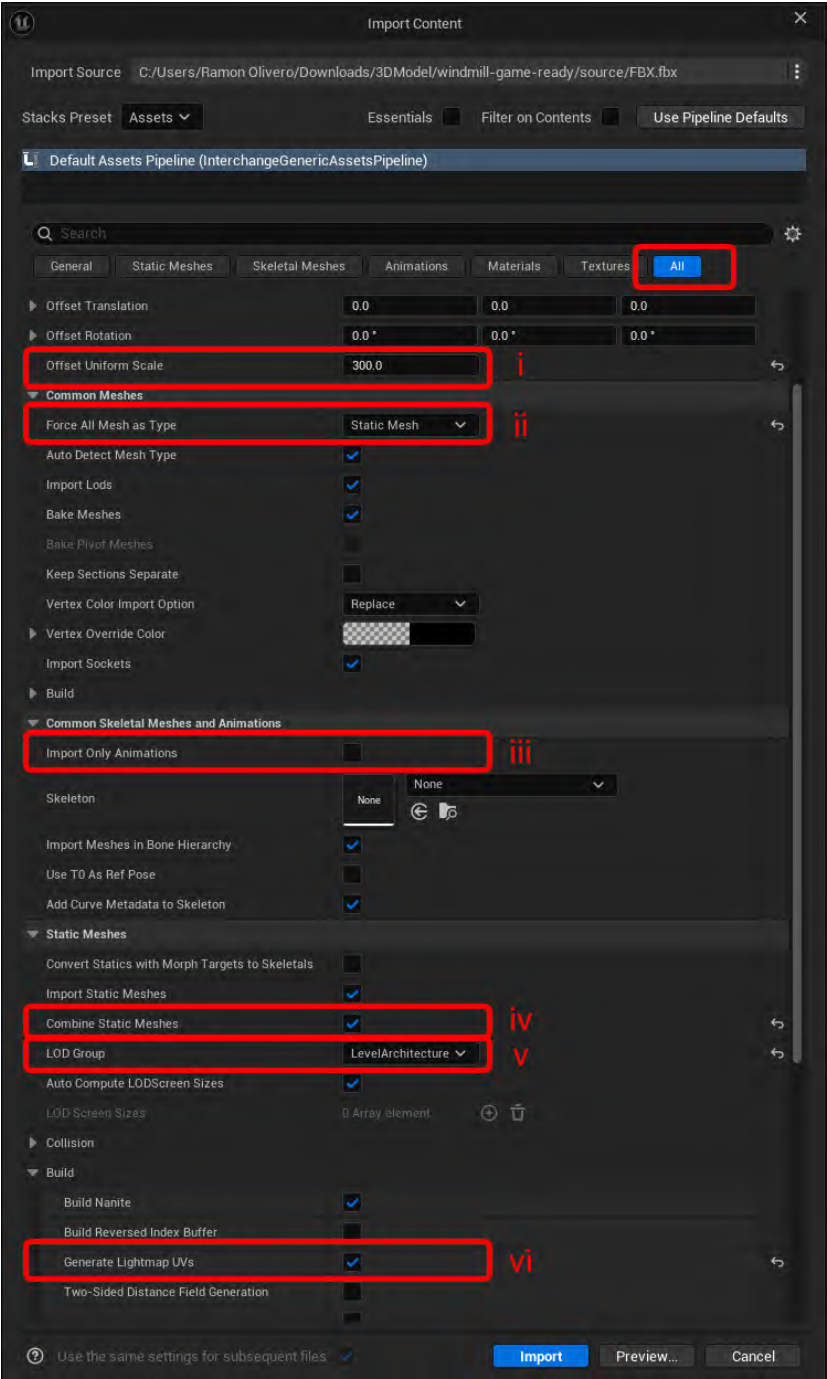 Import Content
Import Source C:/Users/Ramon Olivero/Downloads/3DModel/windmill-game-ready/source/FBX.fbx
Stacks Preset Assets Essentials Filter on Contents Use Pipeline Defaults
Default Assets Pipeline (InterchangeGenericAssetsPipeline)
Search
General Static Meshes Skeletal Meshes Animations Materials Textures All
Offset Translation 0.0 0.0 0.0
Offset Rotation 0.0 ° 0.0 ° 0.0 °
Offset Uniform Scale 300.0 i
Common Meshes
Force All Mesh as Type Static Mesh ii
Auto Detect Mesh Type
Import Lods
Bake Meshes
Bake Pivot Meshes
Keep Sections Separate
Vertex Color Import Option Replace
Vertex Override Color
Import Sockets
Build
Common Skeletal Meshes and Animations
Import Only Animations iii
Skeleton None None
Import Meshes in Bone Hierarchy
Use T0 As Ref Pose
Add Curve Metadata to Skeleton
Static Meshes
Convert Statics with Morph Targets to Skeletals
Import Static Meshes
Combine Static Meshes iv
LOD Group LevelArchitecture v
Auto Compute LODScreen Sizes
LOD Screen Sizes 0 Array element
Collision
Build
Build Nanite
Build Reversed Index Buffer
Generate Lightmap UVs vi
Two-Sided Distance Field Generation
Use the same settings for subsequent files Import Preview... Cancel